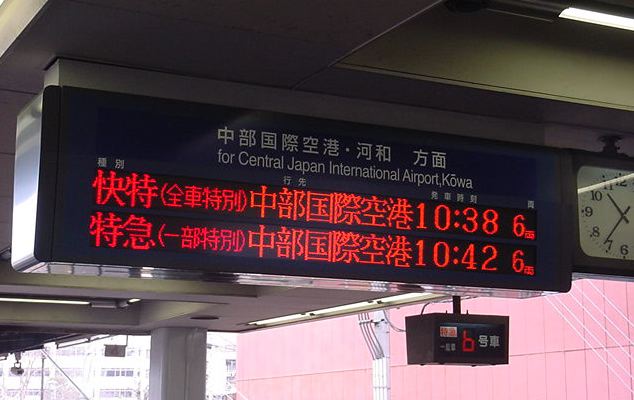 中部国際空港・河和 方面
for Central Japan International Airport,Kōwa
種別 行先 発車時刻 両
快特(全車特別)中部国際空港10:38 6両
特急(一部特別)中部国際空港10:42 6両
特急 6号車